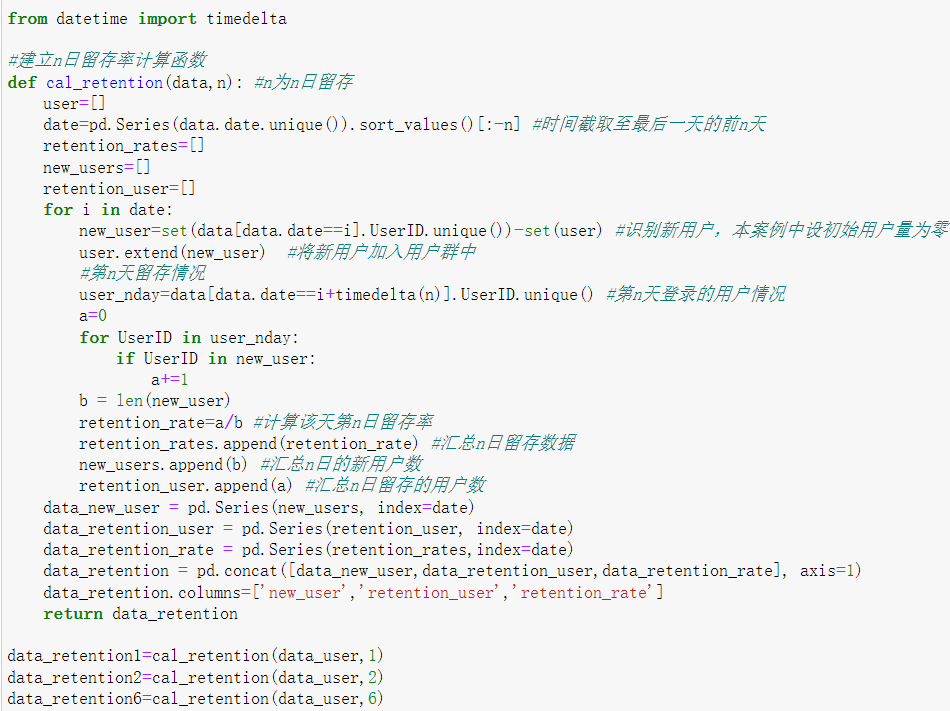 from datetime import timedelta

#建立n日留存率计算函数
def cal_retention(data,n): #n为n日留存
    user=[]
    date=pd.Series(data.date.unique()).sort_values()[:-n] #时间截取至最后一天的前n天
    retention_rates=[]
    new_users=[]
    retention_user=[]
    for i in date:
        new_user=set(data[data.date==i].UserID.unique())-set(user) #识别新用户，本案例中设初始用户量为零
        user.extend(new_user)  #将新用户加入用户群中
        #第n天留存情况
        user_nday=data[data.date==i+timedelta(n)].UserID.unique() #第n天登录的用户情况
        a=0
        for UserID in user_nday:
            if UserID in new_user:
                a+=1
        b = len(new_user)
        retention_rate=a/b #计算该天第n日留存率
        retention_rates.append(retention_rate) #汇总n日留存数据
        new_users.append(b) #汇总n日的新用户数
        retention_user.append(a) #汇总n日留存的用户数
    data_new_user = pd.Series(new_users, index=date)
    data_retention_user = pd.Series(retention_user, index=date)
    data_retention_rate = pd.Series(retention_rates,index=date)
    data_retention = pd.concat([data_new_user,data_retention_user,data_retention_rate], axis=1)
    data_retention.columns=['new_user','retention_user','retention_rate']
    return data_retention

data_retention1=cal_retention(data_user,1)
data_retention2=cal_retention(data_user,2)
data_retention6=cal_retention(data_user,6)